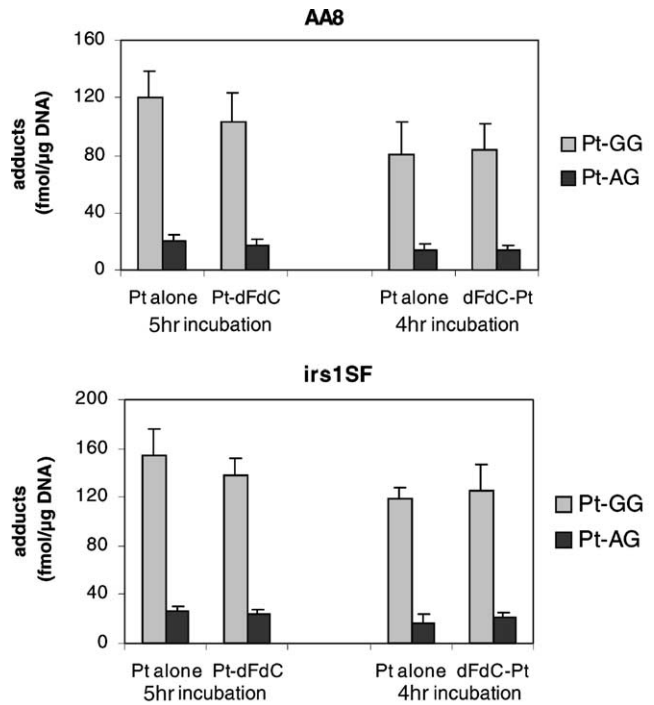 AA8
160
120
80
40
0
adducts
(fmol/µg DNA)
Pt-GG
Pt-AG
Pt alone Pt-dFdC Pt alone dFdC-Pt
5hr incubation 4hr incubation
irs1SF
200
160
120
80
40
0
adducts
(fmol/µg DNA)
Pt-GG
Pt-AG
Pt alone Pt-dFdC Pt alone dFdC-Pt
5hr incubation 4hr incubation